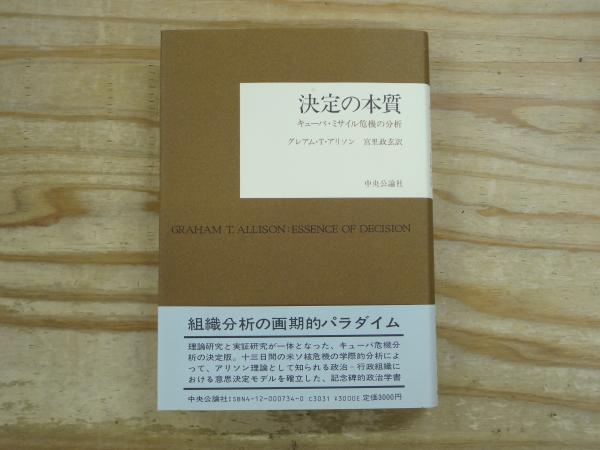 決定の本質
キューバ・ミサイル危機の分析
グレアム・T・アリソン 宮里政玄訳
中央公論社
GRAHAM T. ALLISON:ESSENCE OF DECISION
組織分析の画期的パラダイム
理論研究と実証研究が一体となった、キューバ危機分
析の決定版。十三日間の米ソ核危機の学際的分析によ
って、アリソン理論として知られる政治-行政組織に
おける意思決定モデルを確立した、記念碑的政治学書
中央公論社 ISBN4-12-000734-0 C3031 ¥3000E 定価3000円